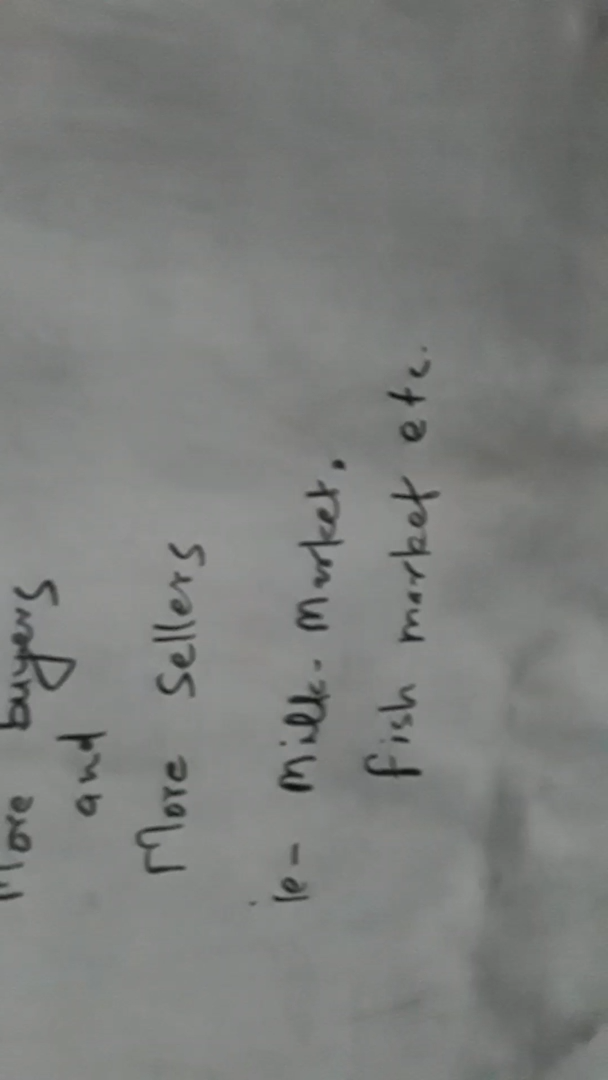 More buyers
and
More Sellers
ie- Milk- Market.
fish market etc.